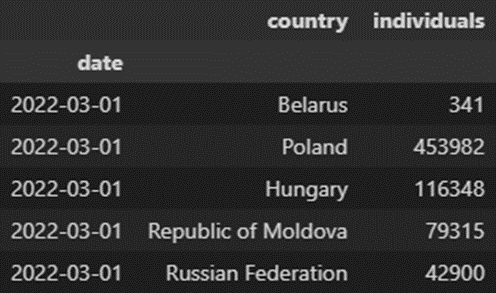 country individuals
date
2022-03-01 Belarus 341
2022-03-01 Poland 453982
2022-03-01 Hungary 116348
2022-03-01 Republic of Moldova 79315
2022-03-01 Russian Federation 42900